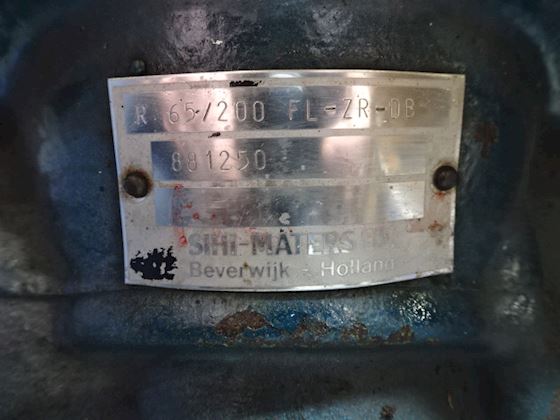 R 65/200 FL-ZR-DB
881250
SIHI-MATERS
Beverwijk - Holland